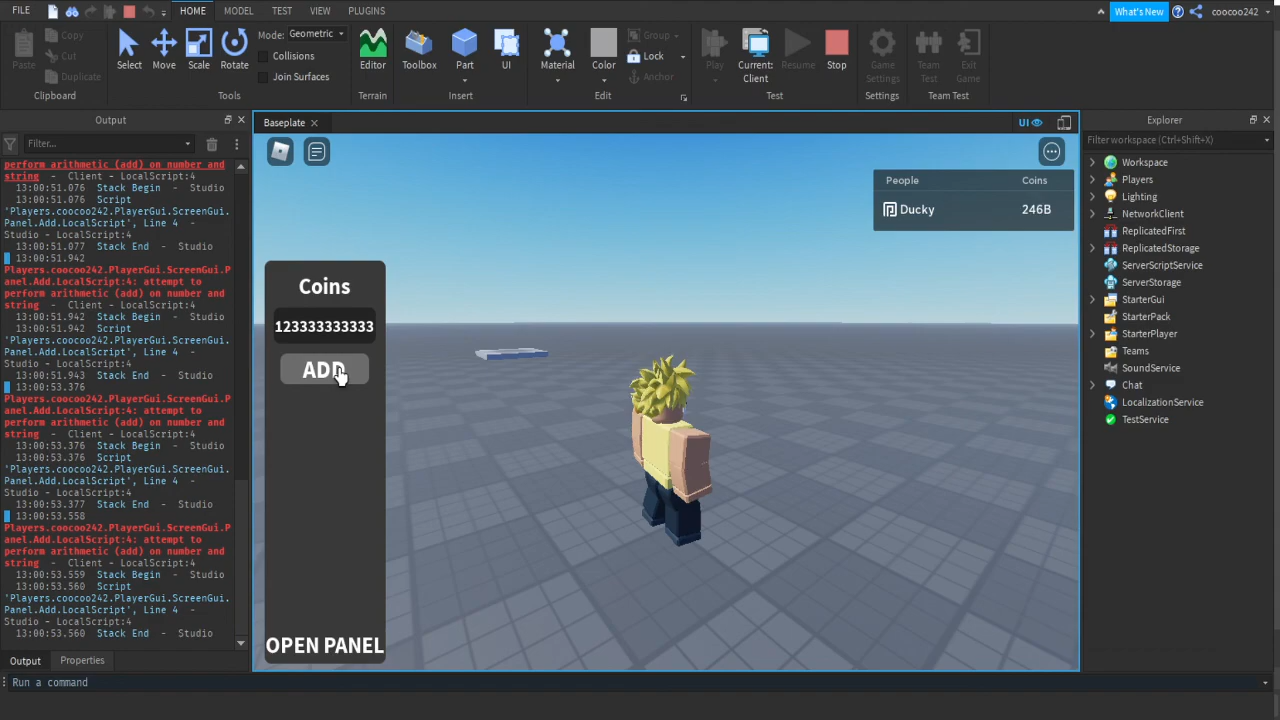 FILE
HOME
MODEL
TEST
VIEW
PLUGINS
What's New
coocoo242
Paste
Copy
Cut
Duplicate
Clipboard
Select
Move
Scale
Rotate
Mode: Geometric
Collisions
Join Surfaces
Tools
Editor
Terrain
Toolbox
Part
UI
Insert
Material
Color
Group
Lock
Anchor
Edit
Play
Current:
Client
Resume
Stop
Test
Game
Settings
Settings
Team
Test
Exit
Game
Team Test
Output
Filter...
perform arithmetic (add) on number and
string - Client - LocalScript:4
13:00:51.076 Stack Begin - Studio
13:00:51.076 Script
'Players.coocoo242.PlayerGui.ScreenGui.
Panel.Add.LocalScript', Line 4 -
Studio - LocalScript:4
13:00:51.077 Stack End - Studio
13:00:51.942
Players.coocoo242.PlayerGui.ScreenGui.P
anel.Add.LocalScript:4: attempt to
perform arithmetic (add) on number and
string - Client - LocalScript:4
13:00:51.942 Stack Begin - Studio
13:00:51.942 Script
'Players.coocoo242.PlayerGui.ScreenGui.
Panel.Add.LocalScript', Line 4 -
Studio - LocalScript:4
13:00:51.943 Stack End - Studio
13:00:53.376
Players.coocoo242.PlayerGui.ScreenGui.P
anel.Add.LocalScript:4: attempt to
perform arithmetic (add) on number and
string - Client - LocalScript:4
13:00:53.376 Stack Begin - Studio
13:00:53.376 Script
'Players.coocoo242.PlayerGui.ScreenGui.
Panel.Add.LocalScript', Line 4 -
Studio - LocalScript:4
13:00:53.377 Stack End - Studio
13:00:53.558
Players.coocoo242.PlayerGui.ScreenGui.P
anel.Add.LocalScript:4: attempt to
perform arithmetic (add) on number and
string - Client - LocalScript:4
13:00:53.559 Stack Begin - Studio
13:00:53.560 Script
'Players.coocoo242.PlayerGui.ScreenGui.
Panel.Add.LocalScript', Line 4 -
Studio - LocalScript:4
13:00:53.560 Stack End - Studio
Output
Properties
Run a command
Baseplate
UI
People Coins
Ducky 246B
Coins
123333333333
ADD
OPEN PANEL
Explorer
Filter workspace (Ctrl+Shift+X)
Workspace
Players
Lighting
NetworkClient
ReplicatedFirst
ReplicatedStorage
ServerScriptService
ServerStorage
StarterGui
StarterPack
StarterPlayer
Teams
SoundService
Chat
LocalizationService
TestService